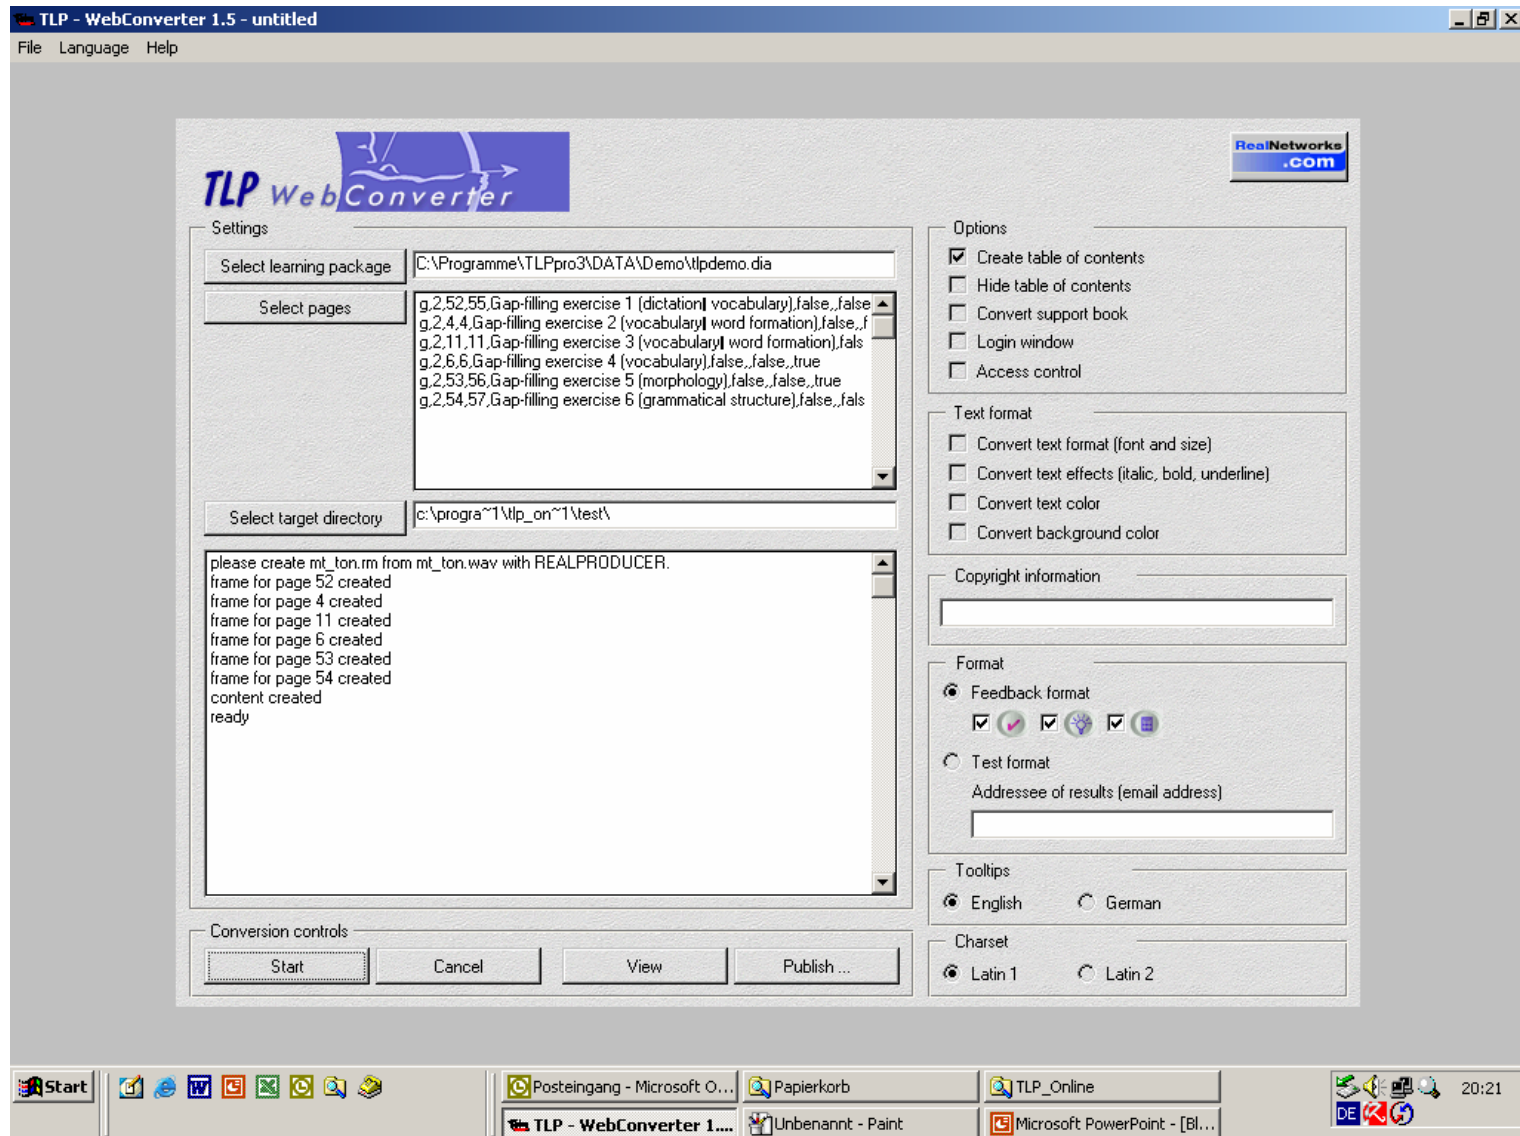 TLP - WebConverter 1.5 - untitled
File Language Help
TLP WebConverter
RealNetworks
.com
Settings
Select learning package
C:\Programme\TLPpro3\DATA\Demo\tlpdemo.dia
Select pages
g,2,52,55,Gap-filling exercise 1 (dictation| vocabulary),false,,false
g,2,4,4,Gap-filling exercise 2 (vocabulary| word formation),false,,f
g,2,11,11,Gap-filling exercise 3 (vocabulary| word formation),fals
g,2,6,6,Gap-filling exercise 4 (vocabulary),false,,false,,true
g,2,53,56,Gap-filling exercise 5 (morphology),false,,false,,true
g,2,54,57,Gap-filling exercise 6 (grammatical structure),false,,fals
Select target directory
c:\progra~1\tlp_on~1\test\
please create mt_ton.rm from mt_ton.wav with REALPRODUCER.
frame for page 52 created
frame for page 4 created
frame for page 11 created
frame for page 6 created
frame for page 53 created
frame for page 54 created
content created
ready
Conversion controls
Start
Cancel
View
Publish ...
Options
Create table of contents
Hide table of contents
Convert support book
Login window
Access control
Text format
Convert text format (font and size)
Convert text effects (italic, bold, underline)
Convert text color
Convert background color
Copyright information
Format
Feedback format
Test format
Addressee of results (email address)
Tooltips
English
German
Charset
Latin 1
Latin 2
Start
Posteingang - Microsoft O...
Papierkorb
TLP_Online
20:21
TLP - WebConverter 1....
Unbenannt - Paint
Microsoft PowerPoint - [Bl...
DE